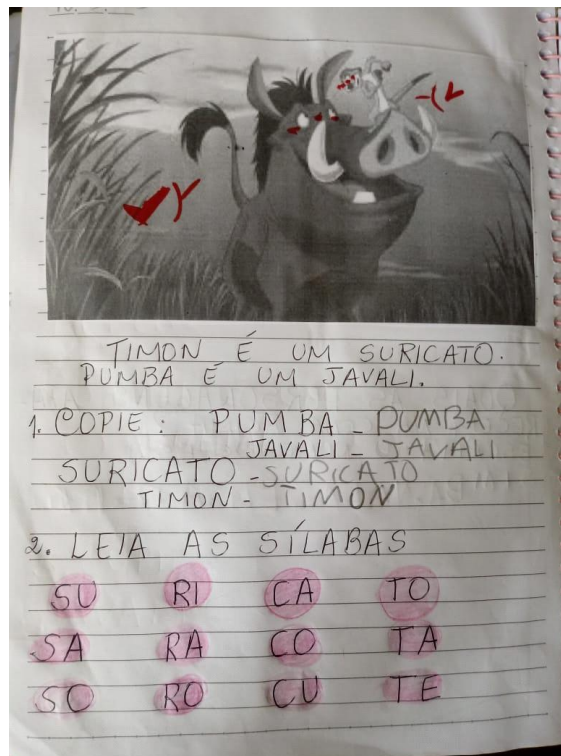 TIMON É UM SURICATO.
PUMBA É UM JAVALI.
1. COPIE: PUMBA - PUMBA
JAVALI - JAVALI
SURICATO - SURICATO
TIMON - TIMON
2. LEIA AS SÍLABAS
SU RI CA TO
SA RA CO TA
SO RO CU TE